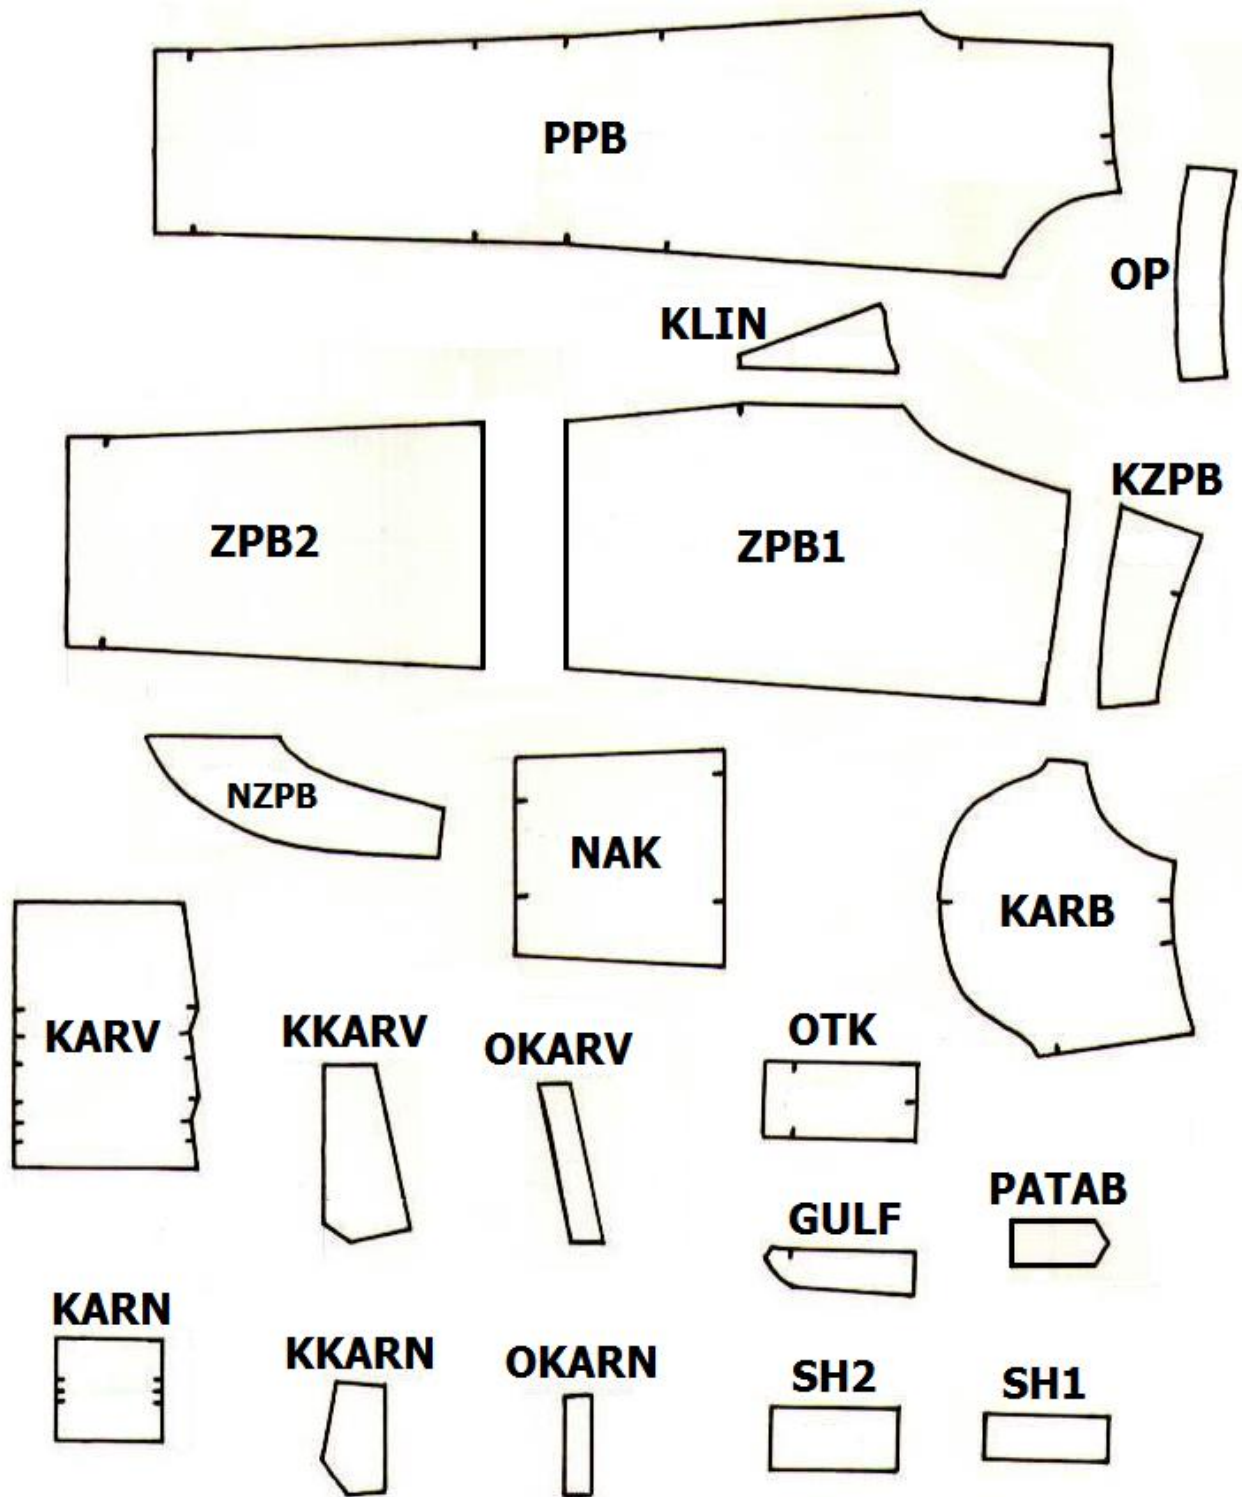 PPB
OP
KLIN
KZPB
ZPB2
ZPB1
NZPB
NAK
KARB
KARV
KKARV
OKARV
OTK
PATAB
GULF
KARN
KKARN
OKARN
SH2
SH1